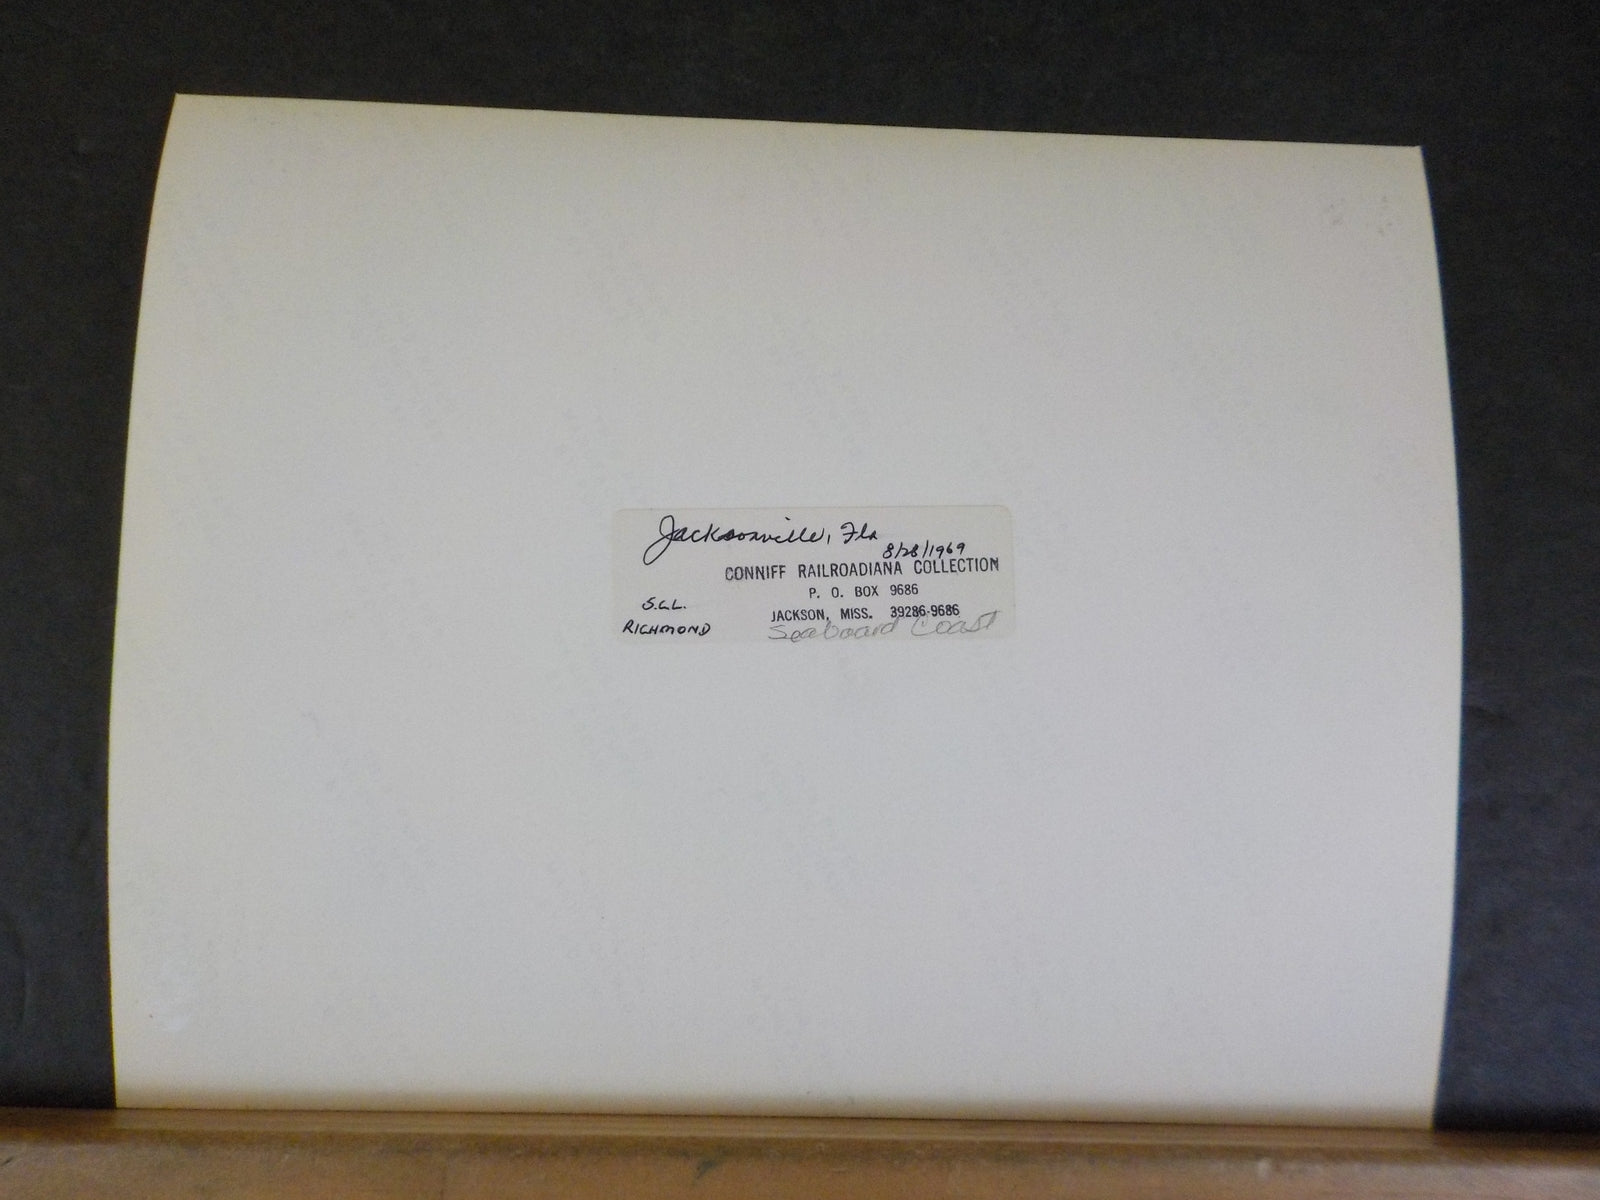 Jacksonville, Fla
8/28/1969
CONNIFF RAILROADIANA COLLECTION
P. O. BOX 9686
S.C.L.
JACKSON, MISS. 39286-9686
RICHMOND
Seaboard Coast